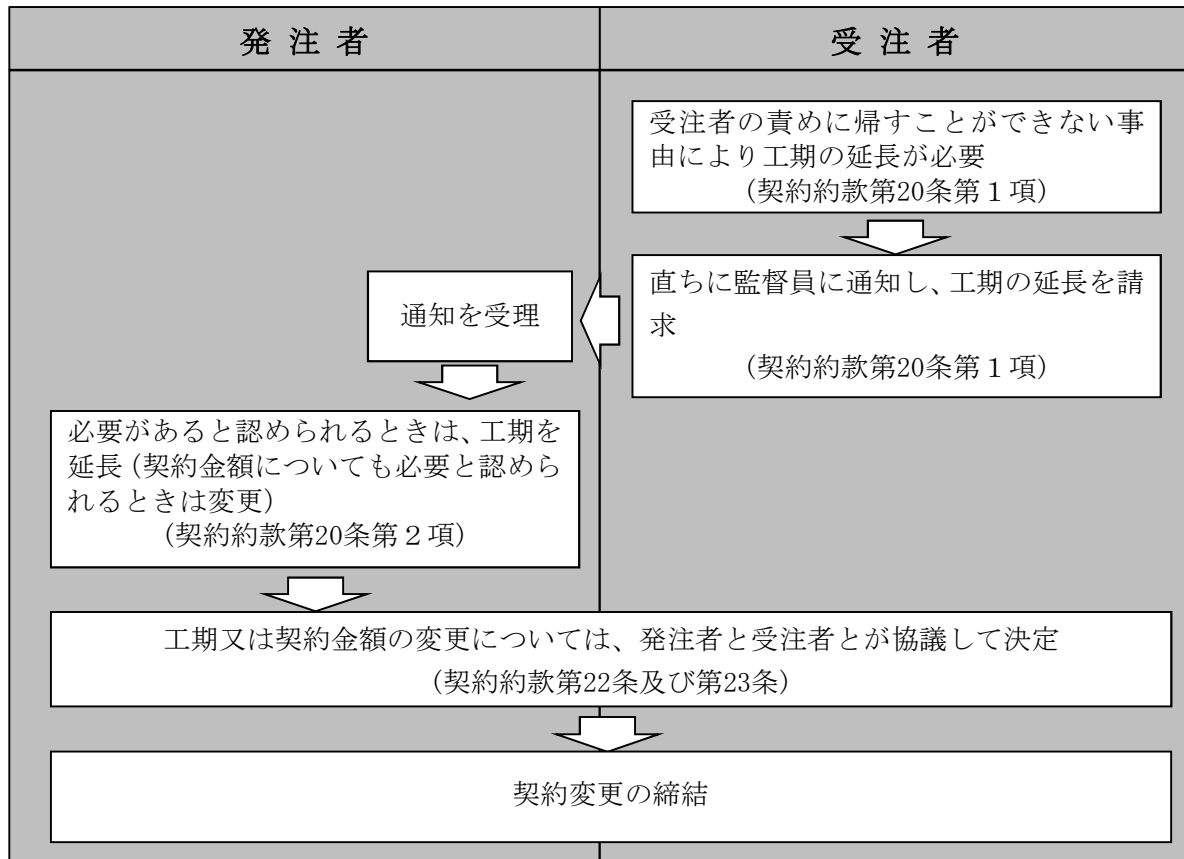 発注者
受注者
受注者の責めに帰すことができない事
由により工期の延長が必要
(契約約款第20条第１項)
直ちに監督員に通知し、工期の延長を請
求
(契約約款第20条第１項)
通知を受理
必要があると認められるときは、工期を
延長(契約金額についても必要と認めら
れるときは変更)
(契約約款第20条第２項)
工期又は契約金額の変更については、発注者と受注者とが協議して決定
(契約約款第22条及び第23条)
契約変更の締結